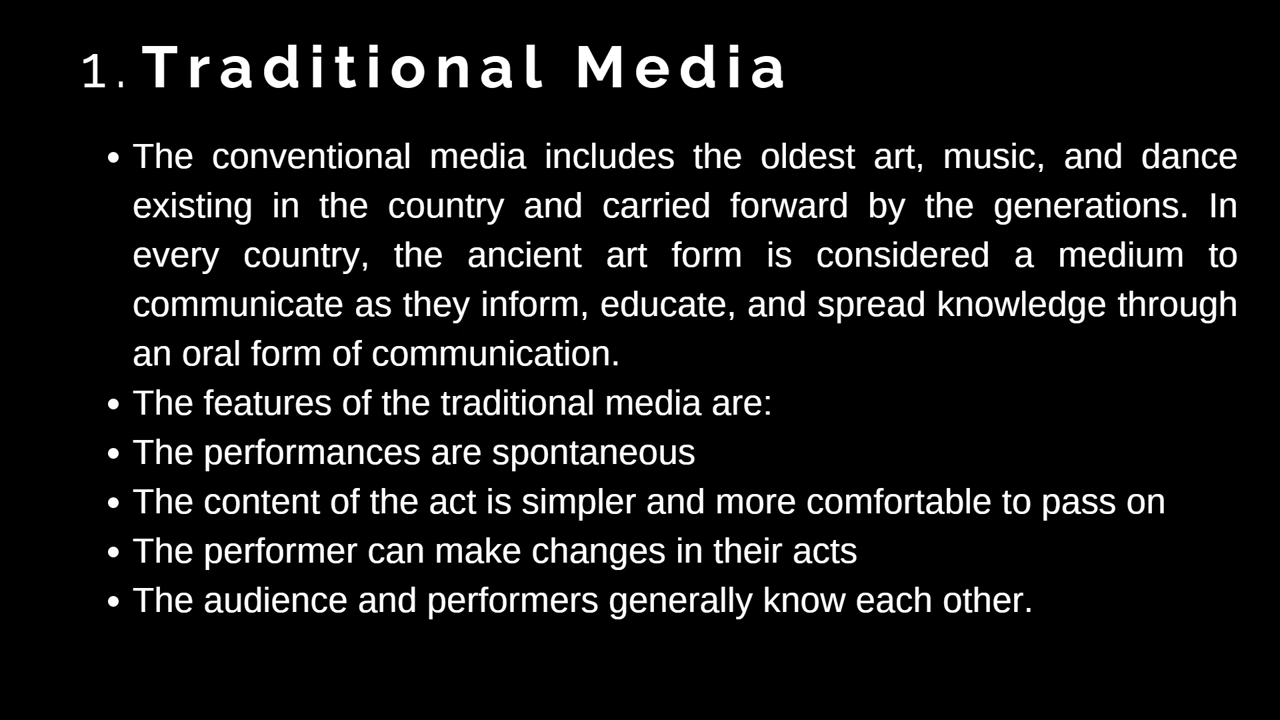 1. Traditional Media
• The conventional media includes the oldest art, music, and dance
existing in the country and carried forward by the generations. In
every country, the ancient art form is considered a medium to
communicate as they inform, educate, and spread knowledge through
an oral form of communication.
• The features of the traditional media are:
• The performances are spontaneous
• The content of the act is simpler and more comfortable to pass on
• The performer can make changes in their acts
• The audience and performers generally know each other.